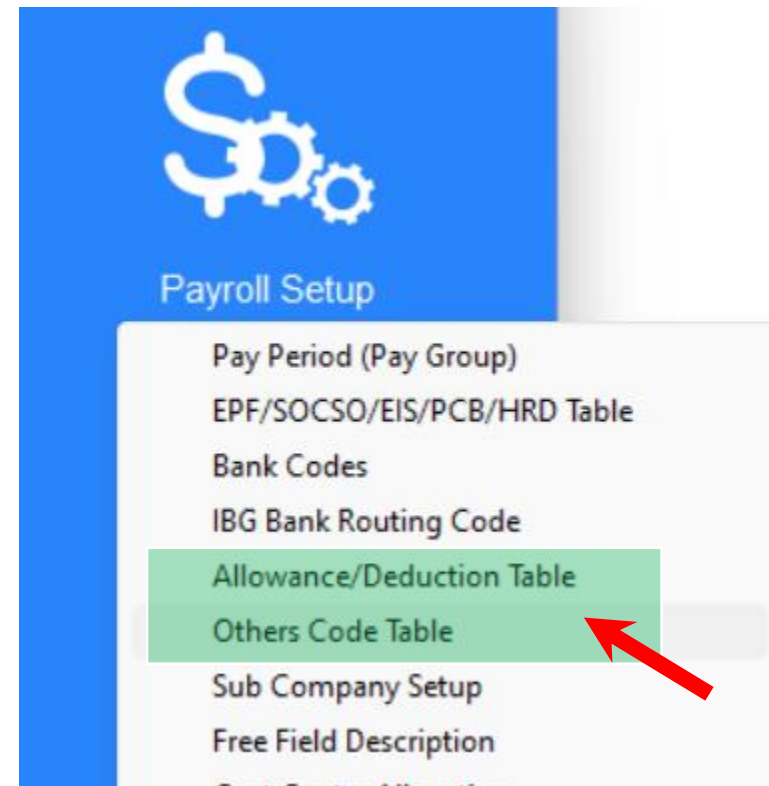 Payroll Setup
Pay Period (Pay Group)
EPF/SOCSO/EIS/PCB/HRD Table
Bank Codes
IBG Bank Routing Code
Allowance/Deduction Table
Others Code Table
Sub Company Setup
Free Field Description